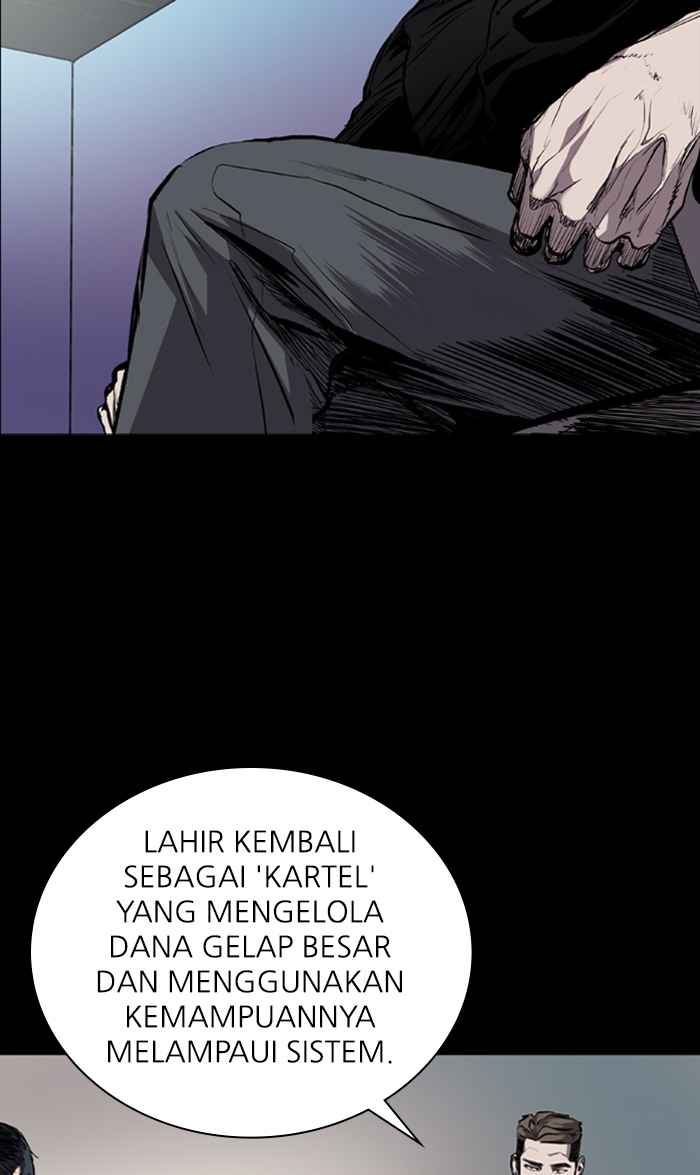 LAHIR KEMBALI
SEBAGAI 'KARTEL'
YANG MENGELOLA
DANA GELAP BESAR
DAN MENGGUNAKAN
KEMAMPUANNYA
MELAMPAUI SISTEM.